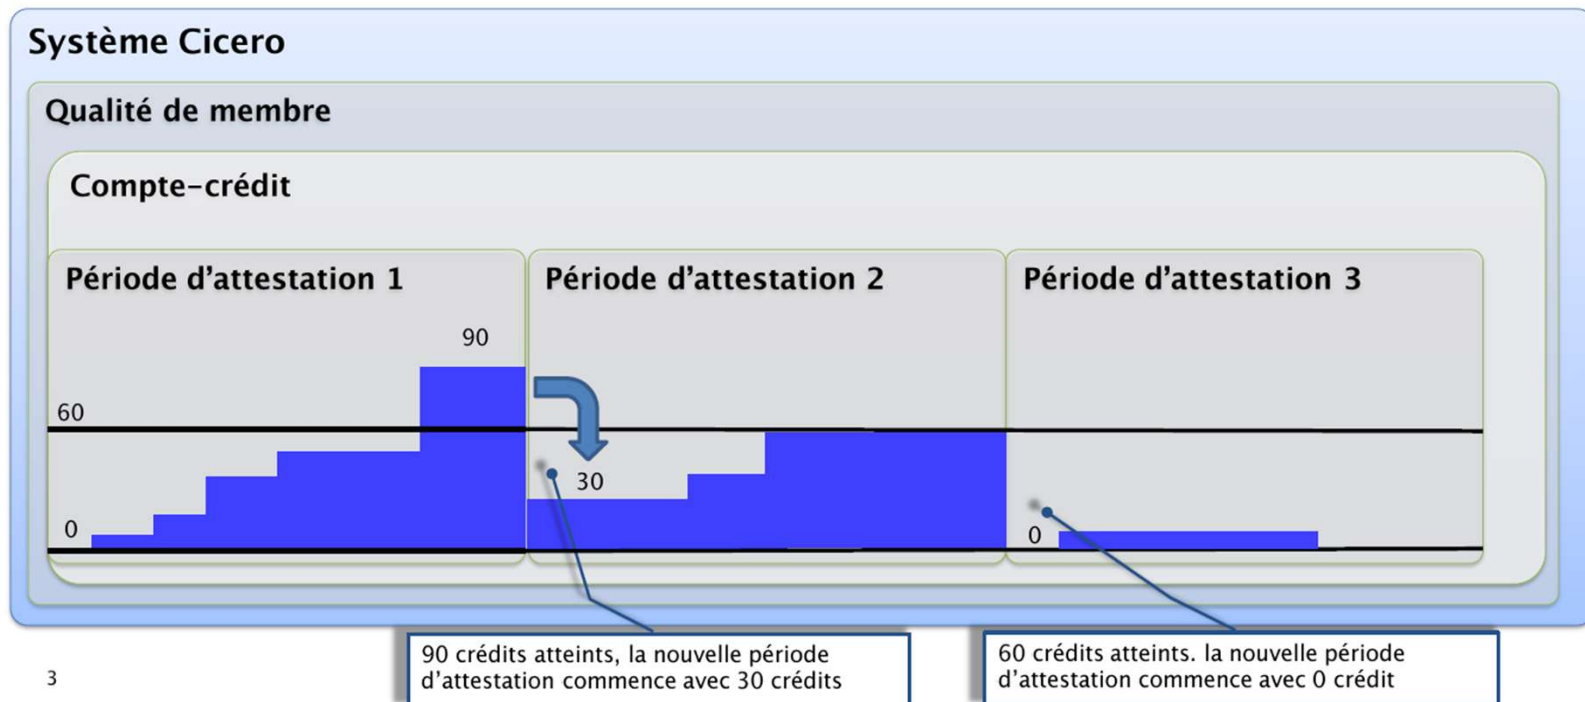 Système Cicero
Qualité de membre
Compte-crédit
Période d'attestation 1
Période d'attestation 2
Période d'attestation 3
90
60
30
0
0
90 crédits atteints, la nouvelle période
d'attestation commence avec 30 crédits
60 crédits atteints. la nouvelle période
d'attestation commence avec 0 crédit
3